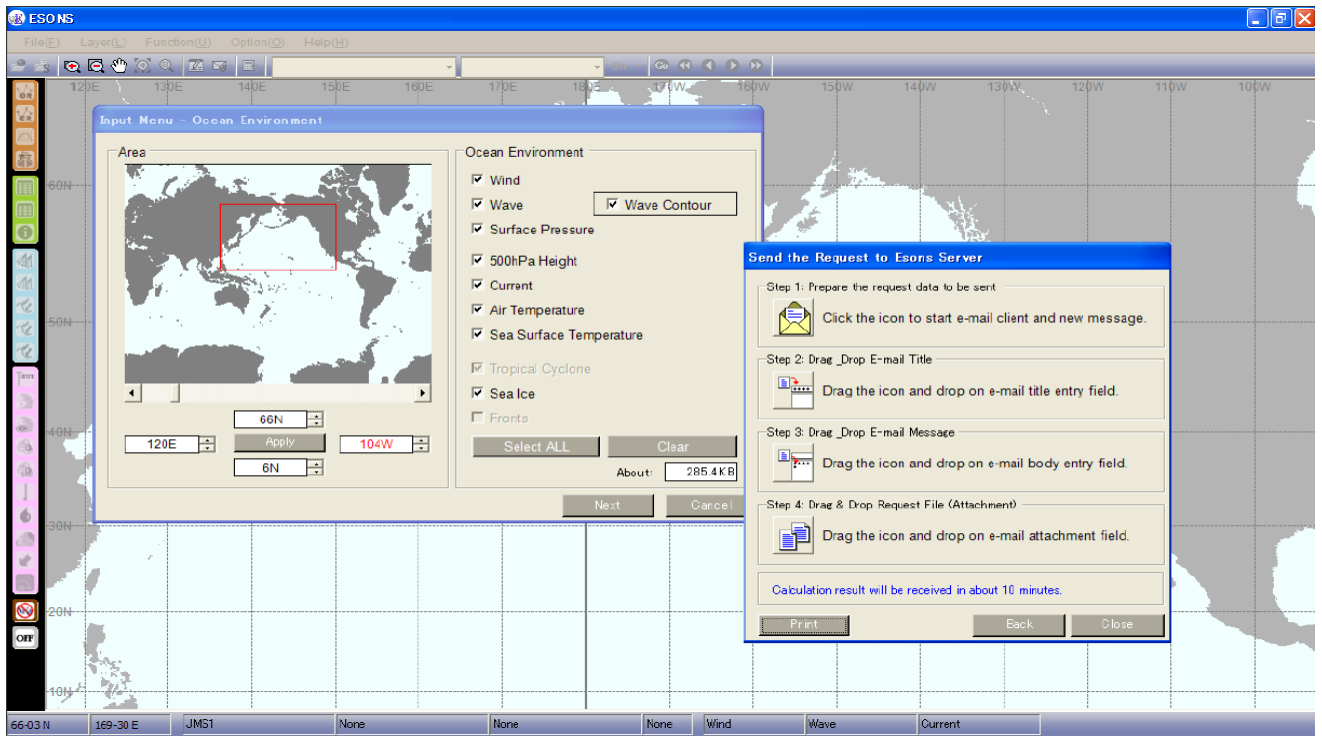 ESONS
File(F) Layer(L) Function(U) Option(O) Help(H)
Go
120E 130E 140E 150E 160E 170E 180E 170W 160W 150W 140W 130W 120W 110W 100W
60N
50N
40N
30N
20N
10N
OFF
Input Menu - Ocean Environment
Area
66N
120E Apply 104W
6N
Ocean Environment
Wind
Wave Wave Contour
Surface Pressure
500hPa Height
Current
Air Temperature
Sea Surface Temperature
Tropical Cyclone
Sea Ice
Fronts
Select ALL Clear
About: 285.4KB
Next Cancel
Send the Request to Esons Server
Step 1: Prepare the request data to be sent
Click the icon to start e-mail client and new message.
Step 2: Drag _Drop E-mail Title
Drag the icon and drop on e-mail title entry field.
Step 3: Drag _Drop E-mail Message
Drag the icon and drop on e-mail body entry field.
Step 4: Drag & Drop Request File (Attachment)
Drag the icon and drop on e-mail attachment field.
Calculation result will be received in about 10 minutes.
Print Back Close
66-03 N 169-30 E JMS1 None None None Wind Wave Current